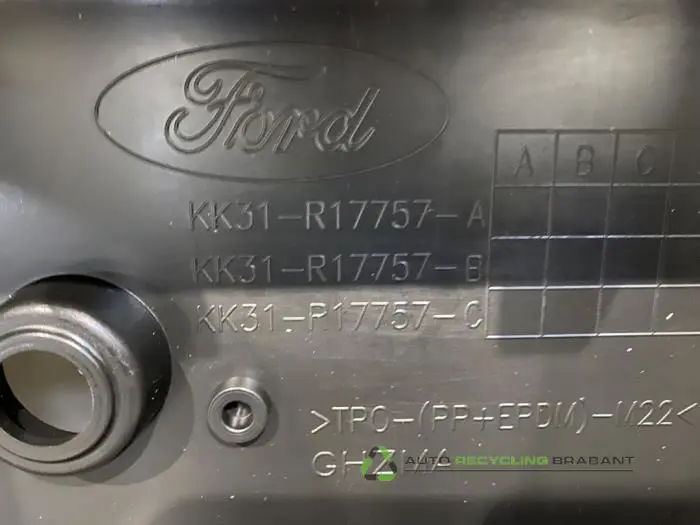 Ford
A B C
KK31-R17757-A
KK31-R17757-B
KK31-R17757-C
>TPO-(PP+EPDM)-M22<
AUTO RECYCLING BRABANT